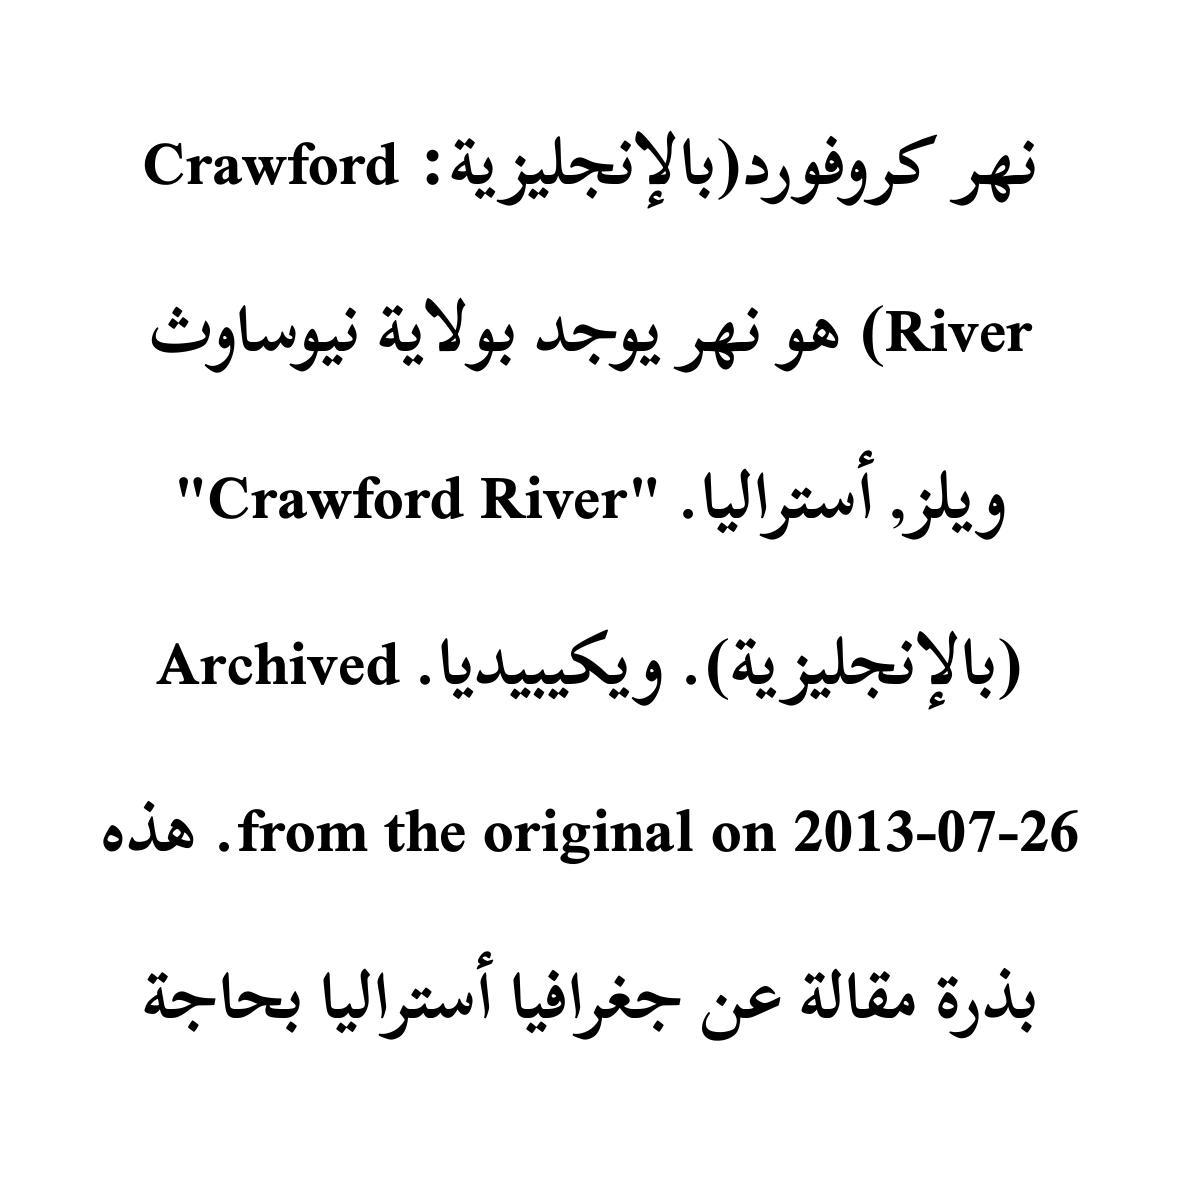 نهر كروفورد(بالإنجليزية: Crawford
River) هو نهر يوجد بولاية نيوساوث
ويلز, أستراليا. "Crawford River"
(بالإنجليزية). ويكيبيديا. Archived
from the original on 2013-07-26. هذه
بذرة مقالة عن جغرافيا أستراليا بحاجة